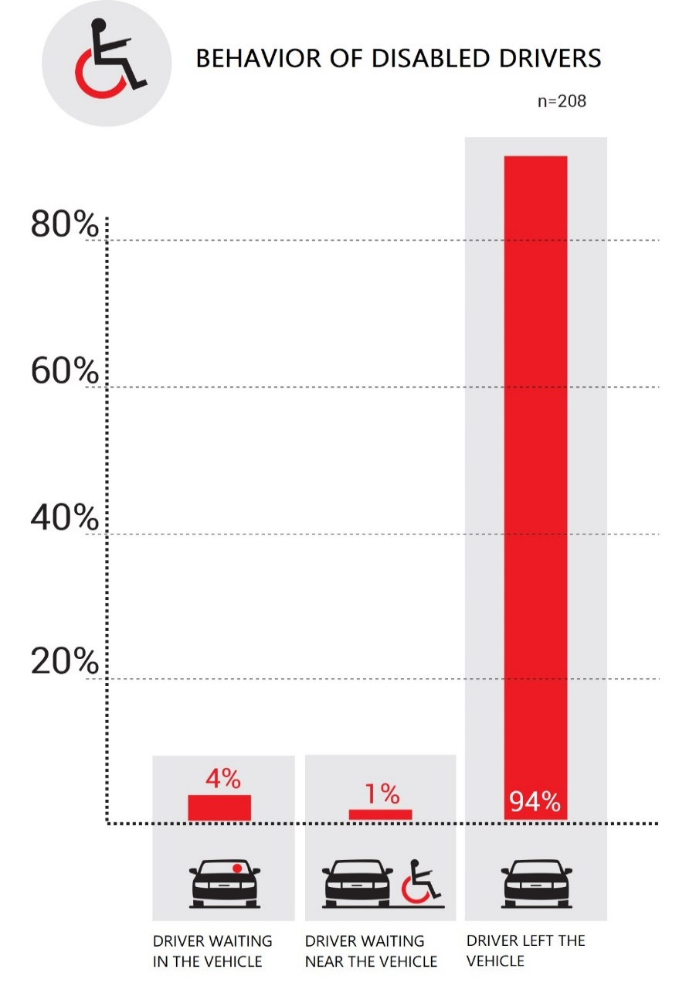 BEHAVIOR OF DISABLED DRIVERS
n=208
80%
60%
40%
20%
4%
1%
94%
DRIVER WAITING
IN THE VEHICLE
DRIVER WAITING
NEAR THE VEHICLE
DRIVER LEFT THE
VEHICLE